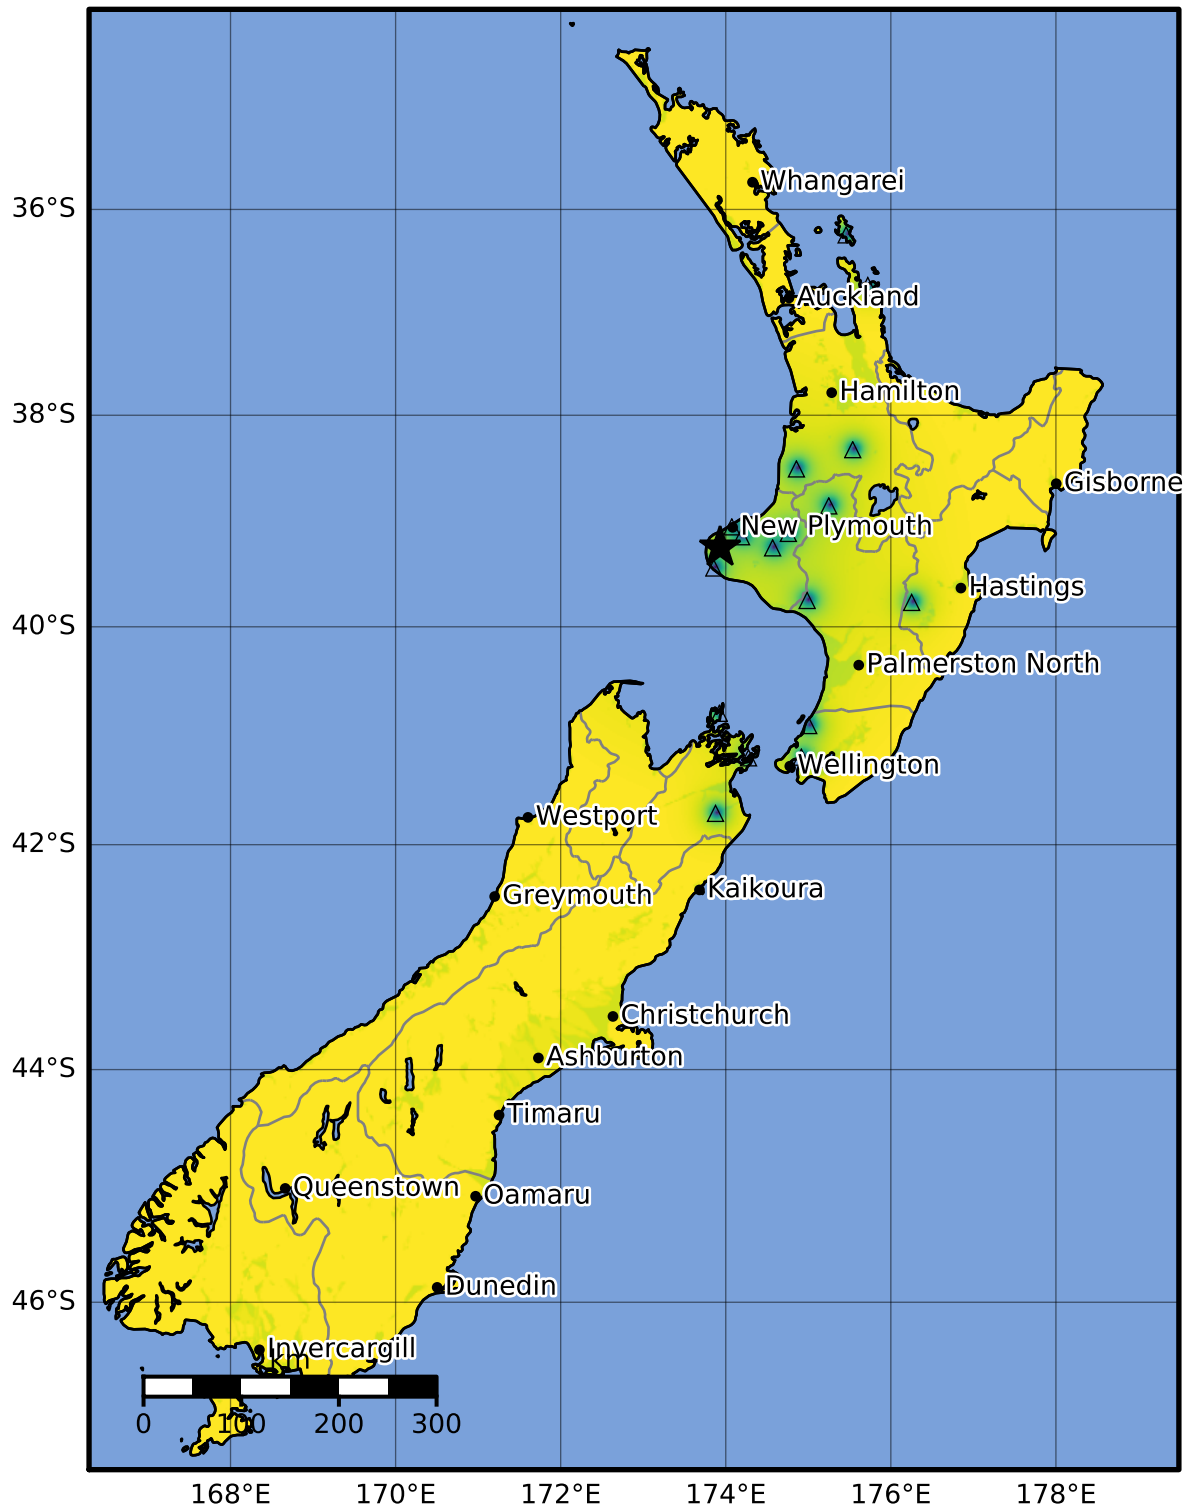 Whangarei
36°S
Auckland
Hamilton
38°S
Gisborne
New Plymouth
Hastings
40°S
Palmerston North
Wellington
Westport
42°S
Kaikoura
Greymouth
Christchurch
Ashburton
44°S
Timaru
Queenstown
Oamaru
Dunedin
46°S
Invercargill
km
0 100 200 300
168°E 170°E 172°E 174°E 176°E 178°E